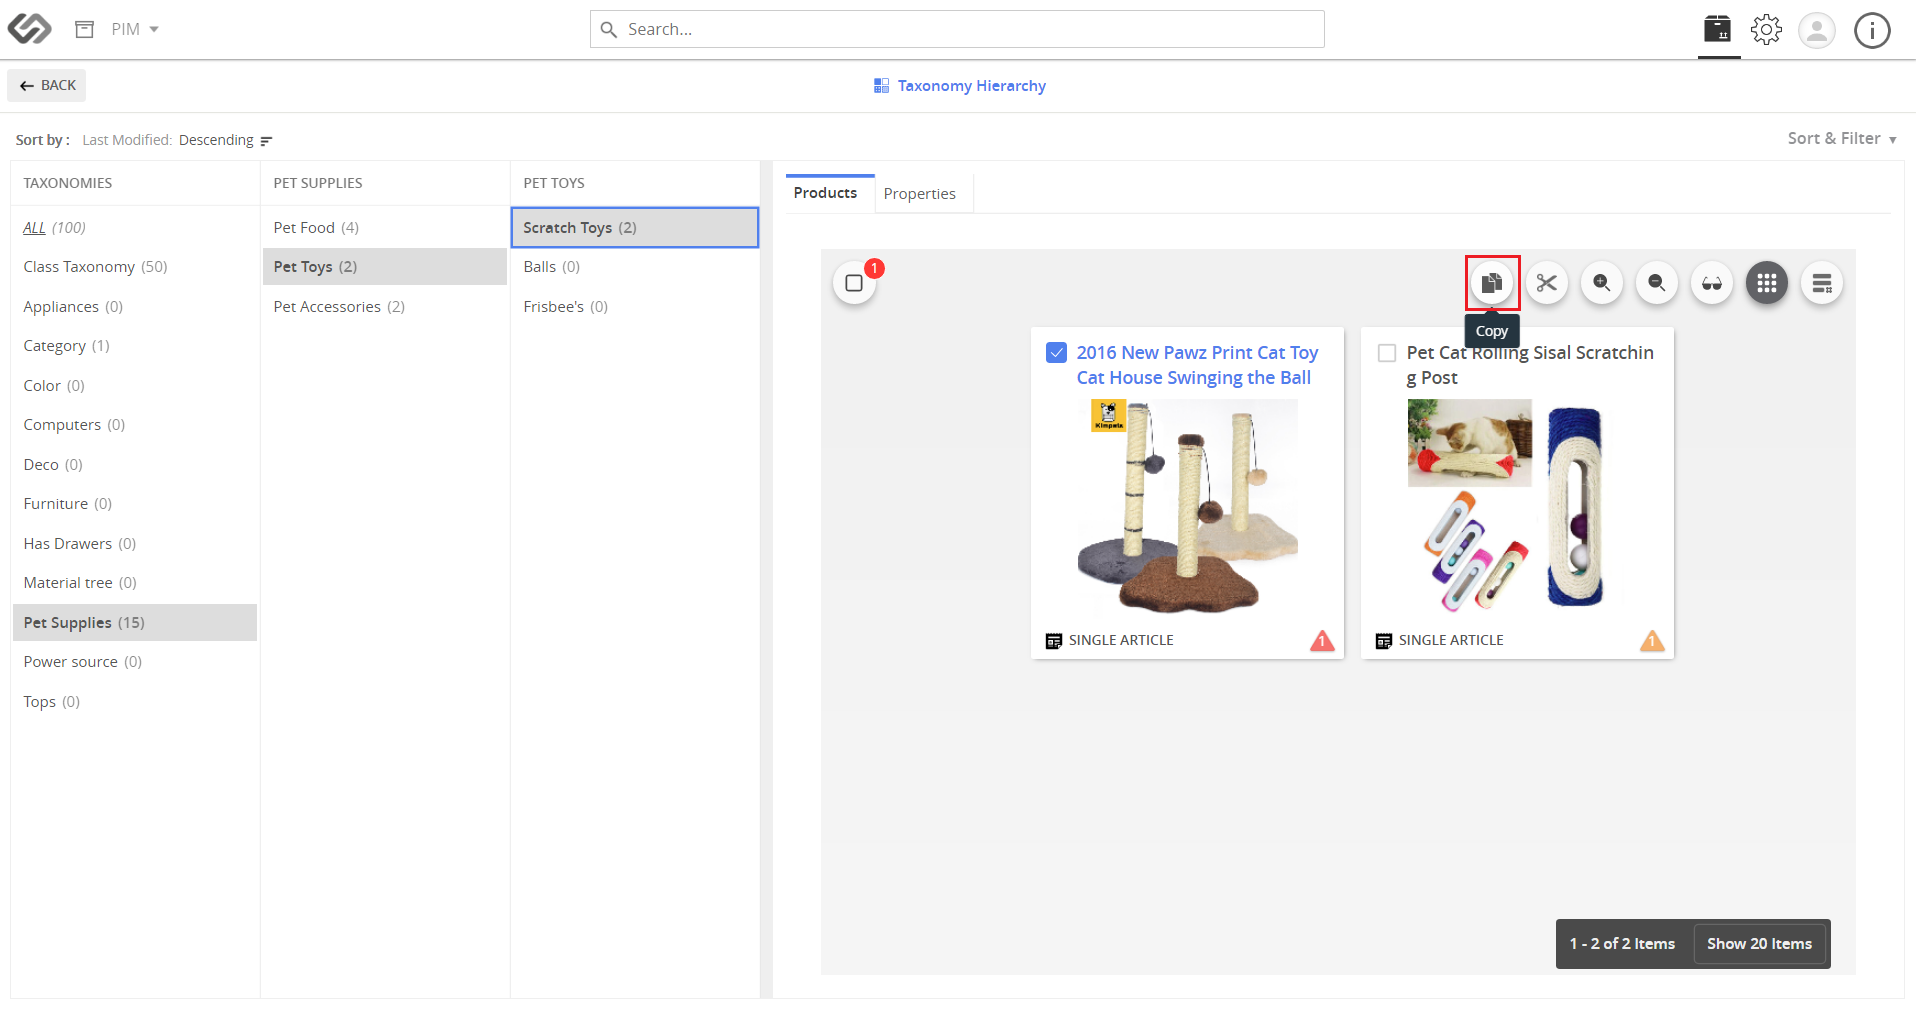 PIM
Search...
BACK
Taxonomy Hierarchy
Sort by : Last Modified: Descending
Sort & Filter
TAXONOMIES
ALL (100)
Class Taxonomy (50)
Appliances (0)
Category (1)
Color (0)
Computers (0)
Deco (0)
Furniture (0)
Has Drawers (0)
Material tree (0)
Pet Supplies (15)
Power source (0)
Tops (0)
PET SUPPLIES
Pet Food (4)
Pet Toys (2)
Pet Accessories (2)
PET TOYS
Scratch Toys (2)
Balls (0)
Frisbee's (0)
Products
Properties
1
Copy
2016 New Pawz Print Cat Toy
Cat House Swinging the Ball
Kimpets
SINGLE ARTICLE
1
Pet Cat Rolling Sisal Scratchin
g Post
SINGLE ARTICLE
1
1 - 2 of 2 Items
Show 20 Items